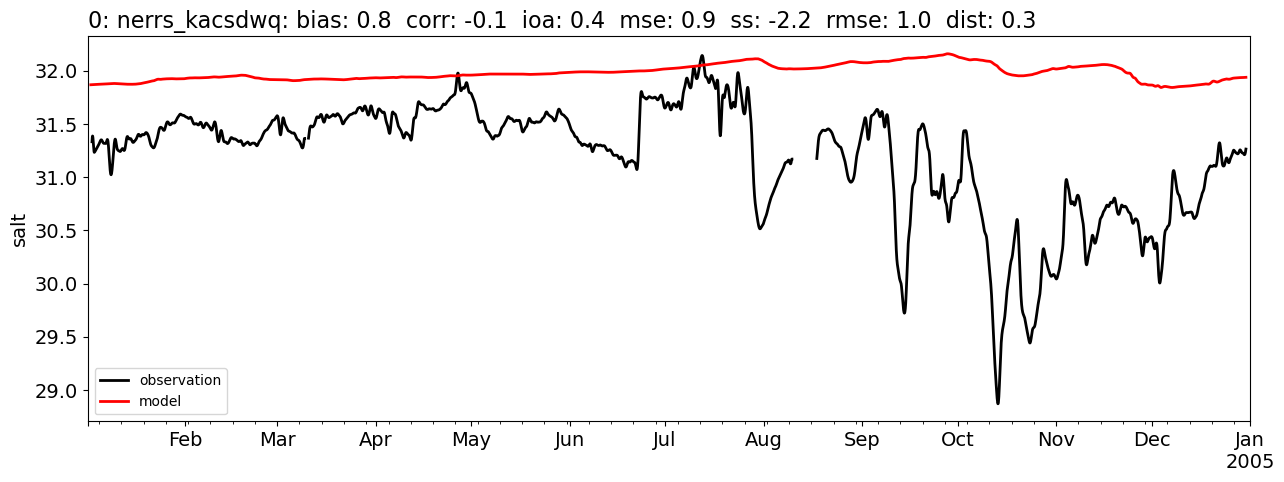 0: nerrs_kacsdwq: bias: 0.8  corr: -0.1  ioa: 0.4  mse: 0.9  ss: -2.2  rmse: 1.0  dist: 0.3
32.0
31.5
31.0
30.5
30.0
29.5
29.0
salt
observation
model
Feb Mar Apr May Jun Jul Aug Sep Oct Nov Dec Jan
2005